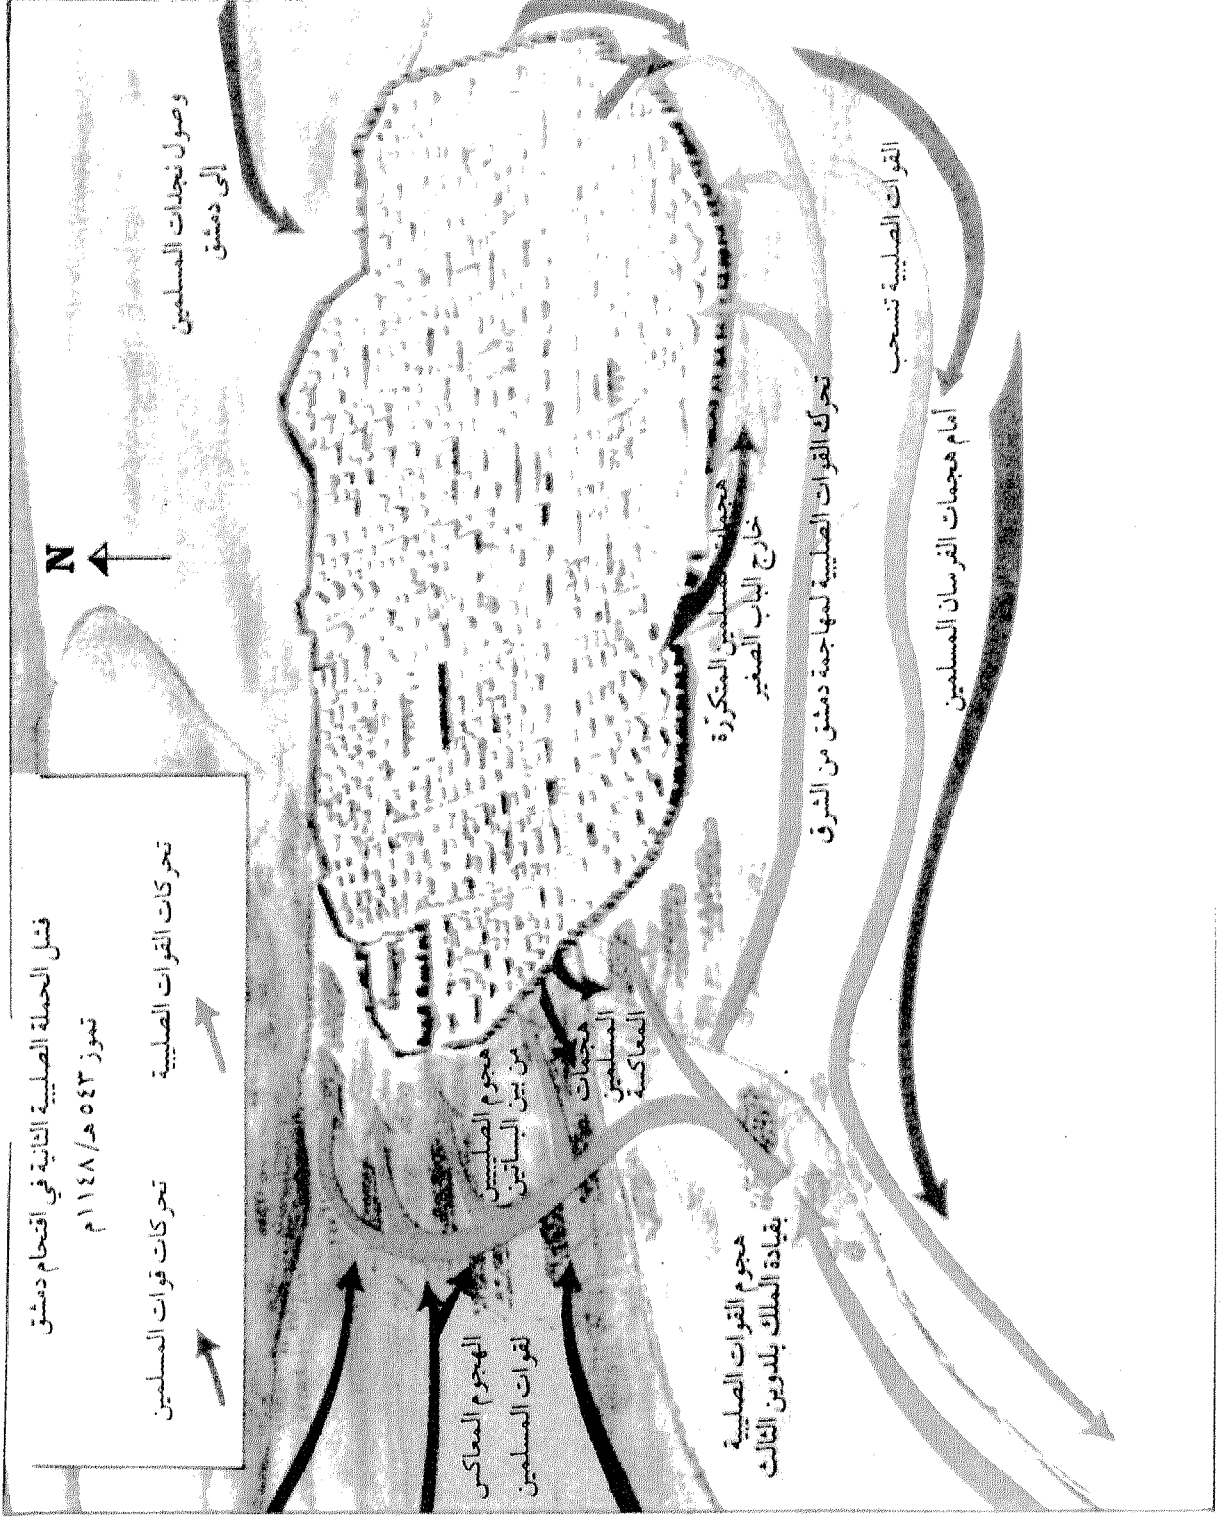 فشل الحملة الصليبية الثانية في اقتحام دمشق
تموز ٥٤٣ هـ/١١٤٨م
تحركات القوات الصليبية
تحركات قوات المسلمين
N
وصول نجدات المسلمين
إلى دمشق
القوات الصليبية تنسحب
أمام هجمات الفرسان المسلمين
تحرك القوات الصليبية لمهاجمة دمشق من الشرق
هجمات المسلمين المتكررة
خارج الباب الصغير
هجوم الصليبيين
من بين البساتين
هجمات
المسلمين
المعاكسة
الهجوم المعاكس
لقوات المسلمين
هجوم القوات الصليبية
بقيادة الملك بلدوين الثالث